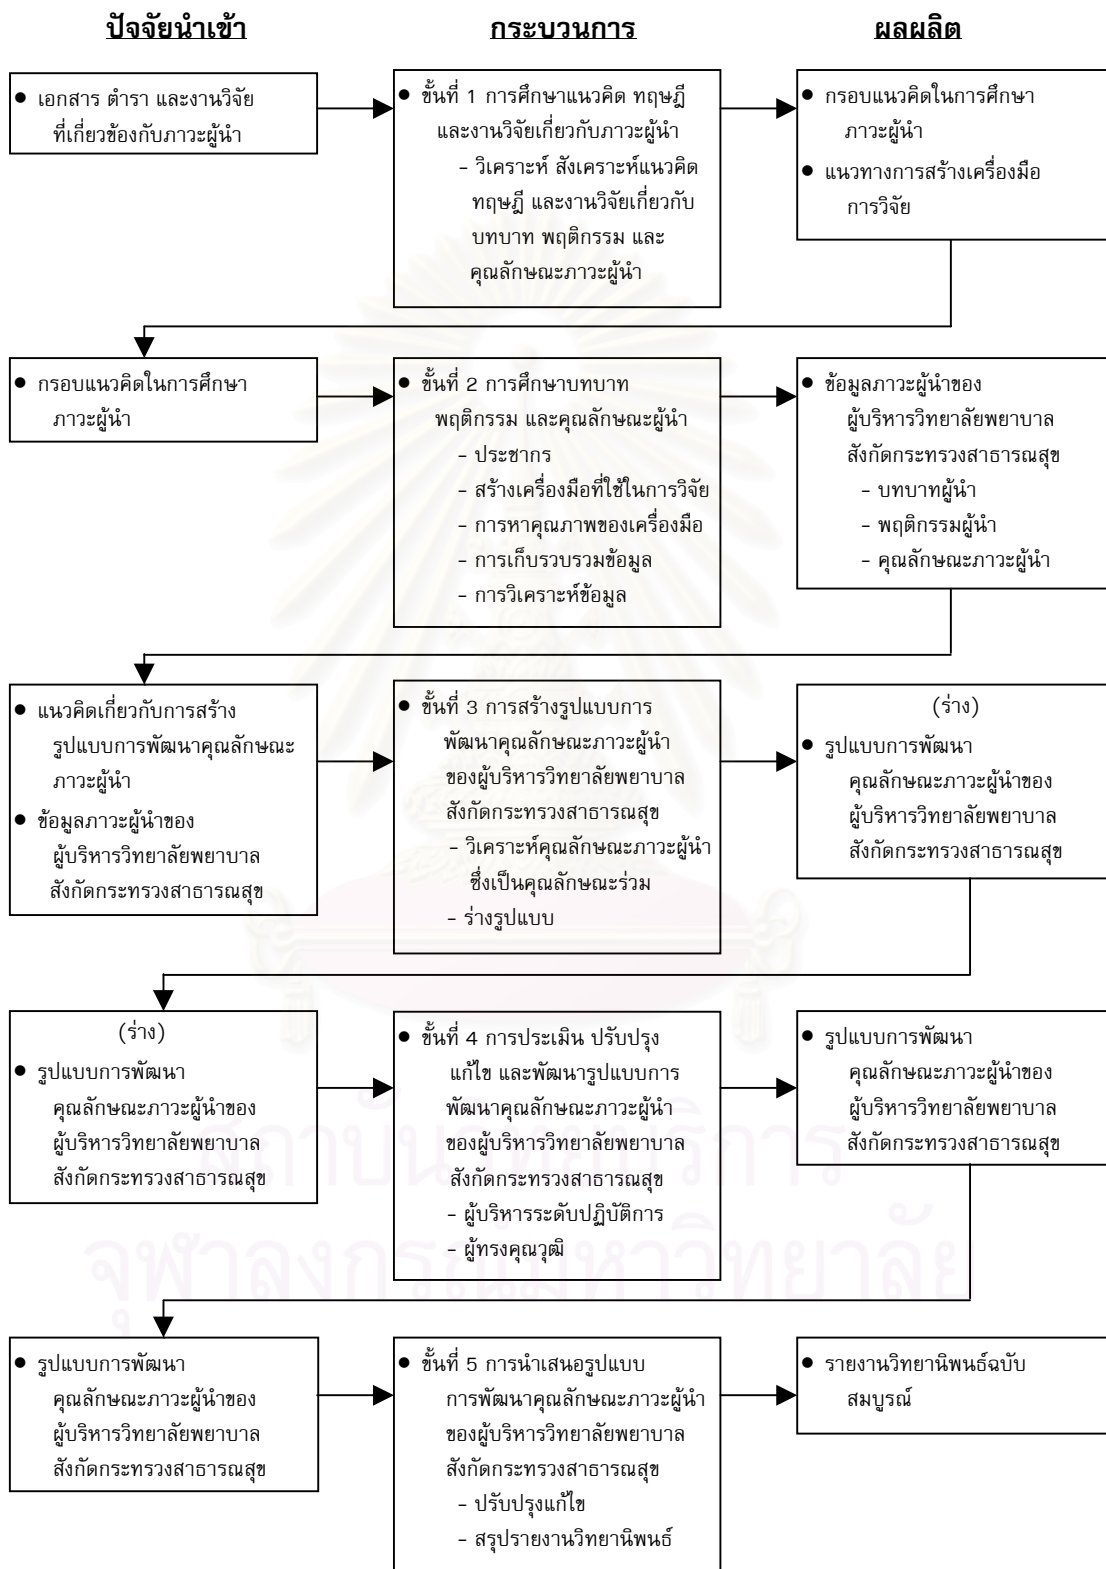 ปัจจัยนำเข้า
กระบวนการ
ผลผลิต
● เอกสาร ตำรา และงานวิจัย
ที่เกี่ยวข้องกับภาวะผู้นำ
● ขั้นที่ 1 การศึกษาแนวคิด ทฤษฎี
และงานวิจัยเกี่ยวกับภาวะผู้นำ
- วิเคราะห์ สังเคราะห์แนวคิด
ทฤษฎี และงานวิจัยเกี่ยวกับ
บทบาท พฤติกรรม และ
คุณลักษณะภาวะผู้นำ
● กรอบแนวคิดในการศึกษา
ภาวะผู้นำ
● แนวทางการสร้างเครื่องมือ
การวิจัย
● กรอบแนวคิดในการศึกษา
ภาวะผู้นำ
● ขั้นที่ 2 การศึกษาบทบาท
พฤติกรรม และคุณลักษณะผู้นำ
- ประชากร
- สร้างเครื่องมือที่ใช้ในการวิจัย
- การหาคุณภาพของเครื่องมือ
- การเก็บรวบรวมข้อมูล
- การวิเคราะห์ข้อมูล
● ข้อมูลภาวะผู้นำของ
ผู้บริหารวิทยาลัยพยาบาล
สังกัดกระทรวงสาธารณสุข
- บทบาทผู้นำ
- พฤติกรรมผู้นำ
- คุณลักษณะภาวะผู้นำ
● แนวคิดเกี่ยวกับการสร้าง
รูปแบบการพัฒนาคุณลักษณะ
ภาวะผู้นำ
● ข้อมูลภาวะผู้นำของ
ผู้บริหารวิทยาลัยพยาบาล
สังกัดกระทรวงสาธารณสุข
● ขั้นที่ 3 การสร้างรูปแบบการ
พัฒนาคุณลักษณะภาวะผู้นำ
ของผู้บริหารวิทยาลัยพยาบาล
สังกัดกระทรวงสาธารณสุข
- วิเคราะห์คุณลักษณะภาวะผู้นำ
ซึ่งเป็นคุณลักษณะร่วม
- ร่างรูปแบบ
(ร่าง)
● รูปแบบการพัฒนา
คุณลักษณะภาวะผู้นำของ
ผู้บริหารวิทยาลัยพยาบาล
สังกัดกระทรวงสาธารณสุข
(ร่าง)
● รูปแบบการพัฒนา
คุณลักษณะภาวะผู้นำของ
ผู้บริหารวิทยาลัยพยาบาล
สังกัดกระทรวงสาธารณสุข
● ขั้นที่ 4 การประเมิน ปรับปรุง
แก้ไข และพัฒนารูปแบบการ
พัฒนาคุณลักษณะภาวะผู้นำ
ของผู้บริหารวิทยาลัยพยาบาล
สังกัดกระทรวงสาธารณสุข
- ผู้บริหารระดับปฏิบัติการ
- ผู้ทรงคุณวุฒิ
● รูปแบบการพัฒนา
คุณลักษณะภาวะผู้นำของ
ผู้บริหารวิทยาลัยพยาบาล
สังกัดกระทรวงสาธารณสุข
สถาบันวิทยบริการ
จุฬาลงกรณ์มหาวิทยาลัย
● รูปแบบการพัฒนา
คุณลักษณะภาวะผู้นำของ
ผู้บริหารวิทยาลัยพยาบาล
สังกัดกระทรวงสาธารณสุข
● ขั้นที่ 5 การนำเสนอรูปแบบ
การพัฒนาคุณลักษณะภาวะผู้นำ
ของผู้บริหารวิทยาลัยพยาบาล
สังกัดกระทรวงสาธารณสุข
- ปรับปรุงแก้ไข
- สรุปรายงานวิทยานิพนธ์
● รายงานวิทยานิพนธ์ฉบับ
สมบูรณ์